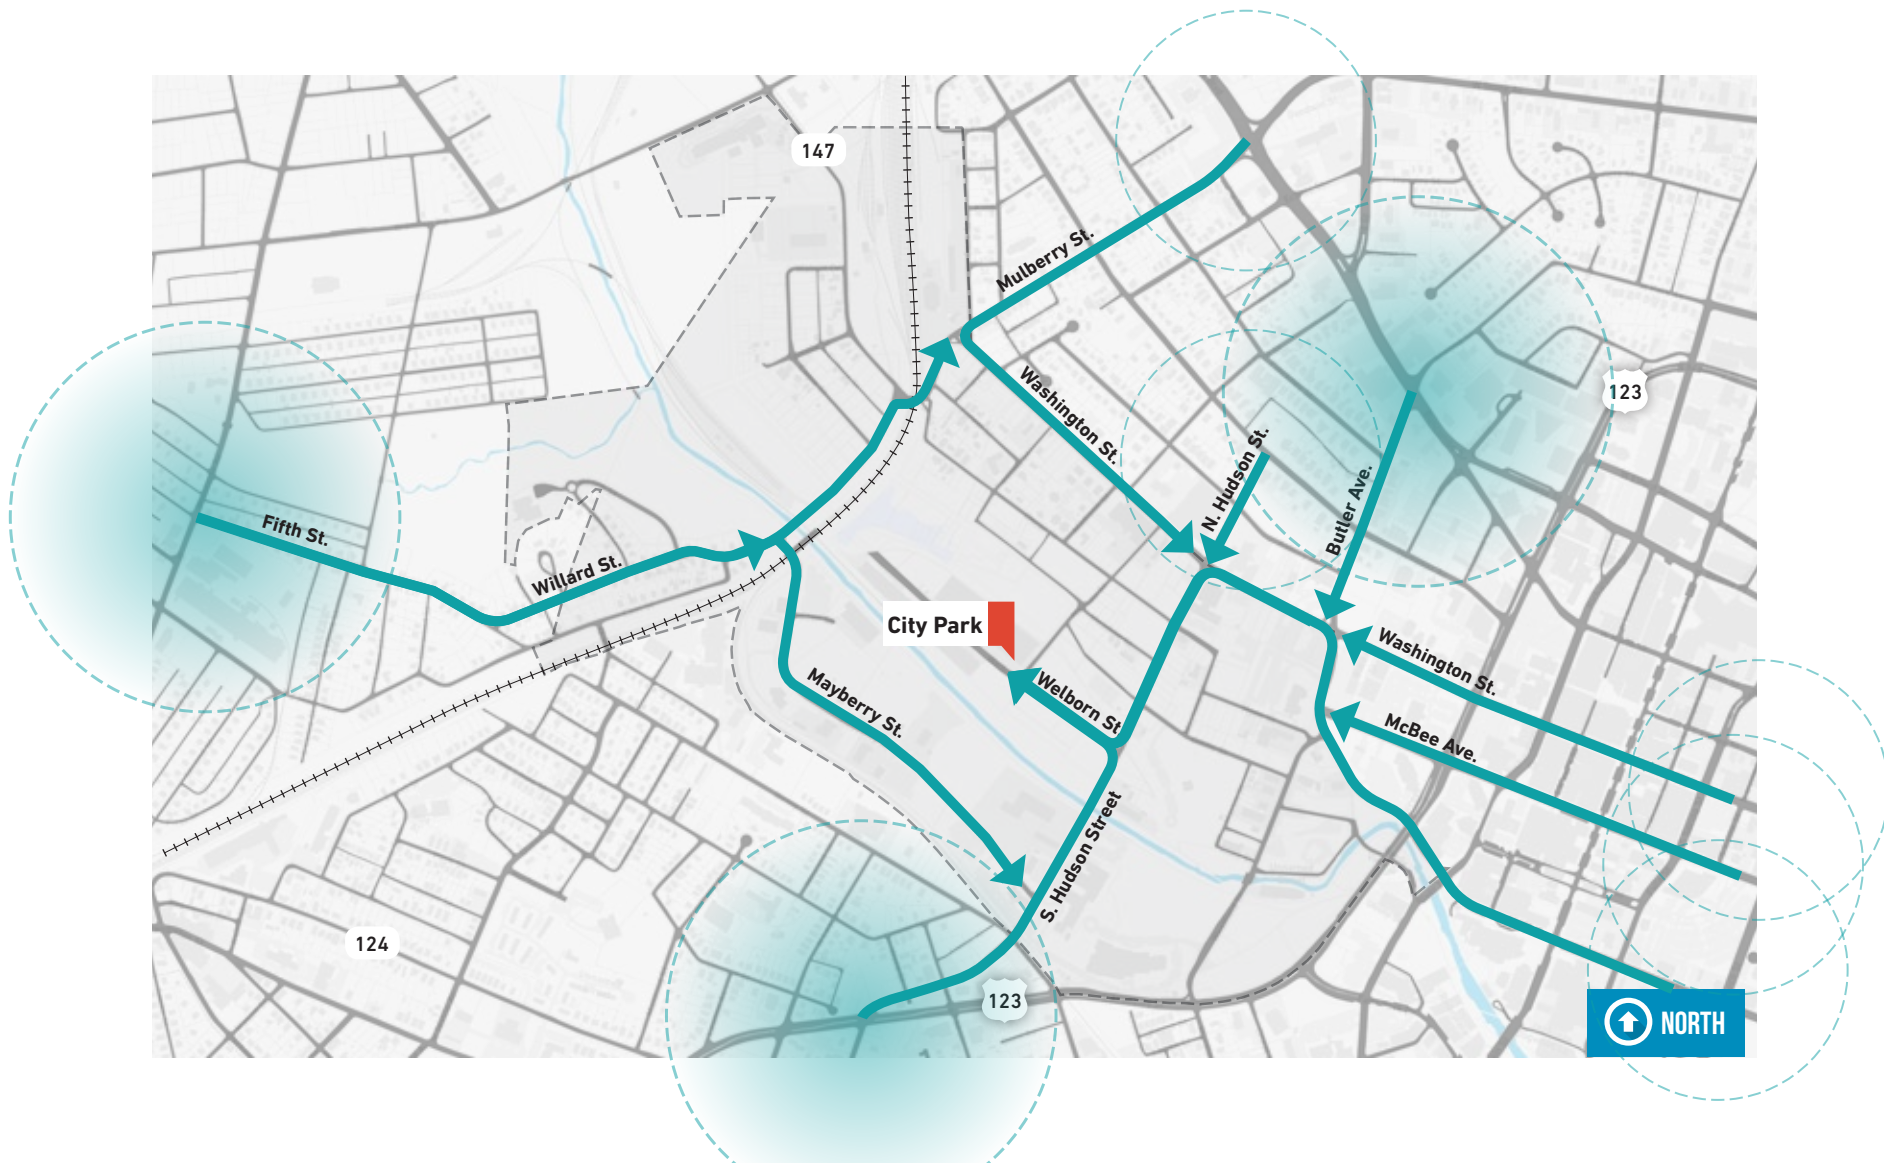 147
Mulberry St.
Washington St.
123
N. Hudson St.
Butler Ave.
Fifth St.
Willard St.
City Park
Washington St.
Welborn St
Mayberry St.
McBee Ave.
S. Hudson Street
124
123
NORTH